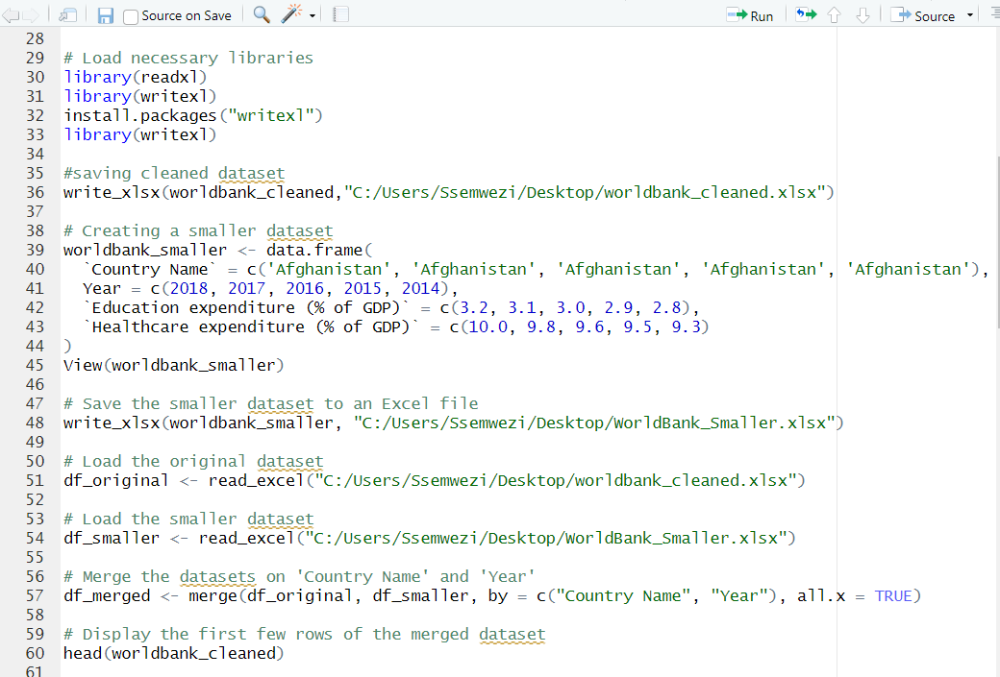 Source on Save Run Source
28
29 # Load necessary libraries
30 library(readxl)
31 library(writexl)
32 install.packages("writexl")
33 library(writexl)
34
35 #saving cleaned dataset
36 write_xlsx(worldbank_cleaned,"C:/Users/Ssemwezi/Desktop/worldbank_cleaned.xlsx")
37
38 # Creating a smaller dataset
39 worldbank_smaller <- data.frame(
40   `Country Name` = c('Afghanistan', 'Afghanistan', 'Afghanistan', 'Afghanistan', 'Afghanistan'),
41   Year = c(2018, 2017, 2016, 2015, 2014),
42   `Education expenditure (% of GDP)` = c(3.2, 3.1, 3.0, 2.9, 2.8),
43   `Healthcare expenditure (% of GDP)` = c(10.0, 9.8, 9.6, 9.5, 9.3)
44 )
45 View(worldbank_smaller)
46
47 # Save the smaller dataset to an Excel file
48 write_xlsx(worldbank_smaller, "C:/Users/Ssemwezi/Desktop/WorldBank_Smaller.xlsx")
49
50 # Load the original dataset
51 df_original <- read_excel("C:/Users/Ssemwezi/Desktop/worldbank_cleaned.xlsx")
52
53 # Load the smaller dataset
54 df_smaller <- read_excel("C:/Users/Ssemwezi/Desktop/WorldBank_Smaller.xlsx")
55
56 # Merge the datasets on 'Country Name' and 'Year'
57 df_merged <- merge(df_original, df_smaller, by = c("Country Name", "Year"), all.x = TRUE)
58
59 # Display the first few rows of the merged dataset
60 head(worldbank_cleaned)
61